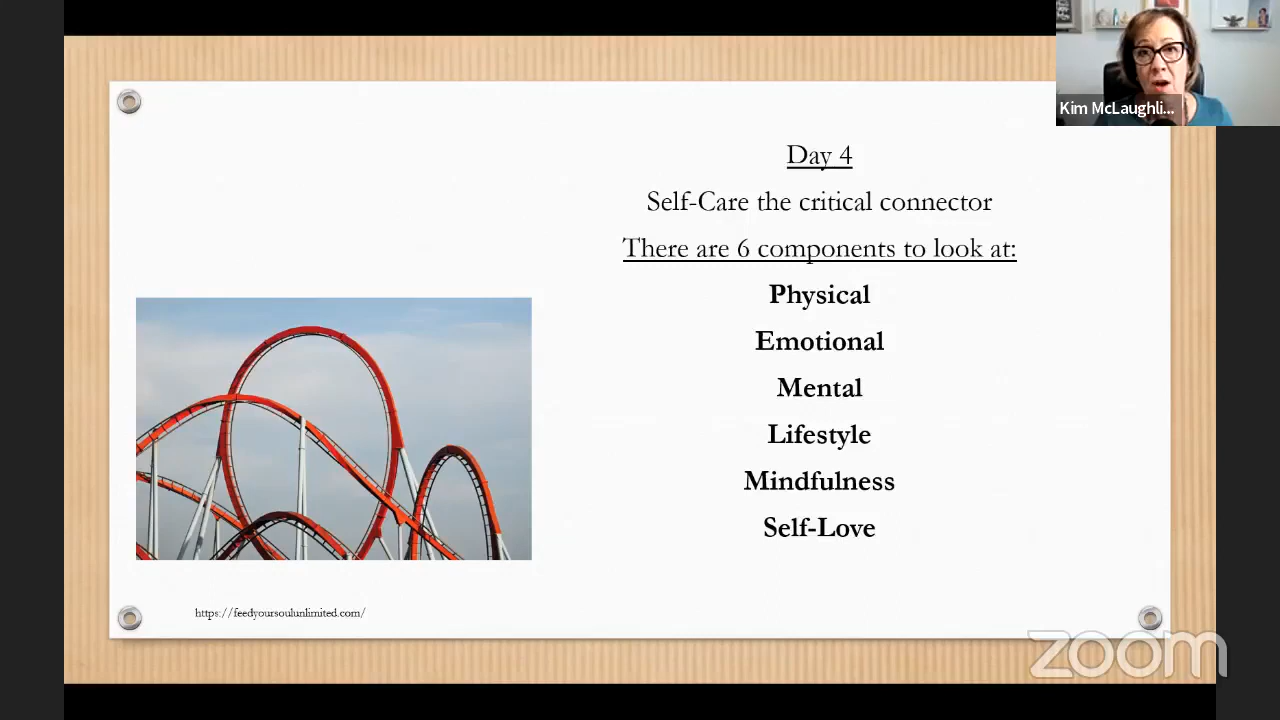 Kim McLaughli...
Day 4
Self-Care the critical connector
There are 6 components to look at:
Physical
Emotional
Mental
Lifestyle
Mindfulness
Self-Love
https://feedyoursoulunlimited.com/
zoom